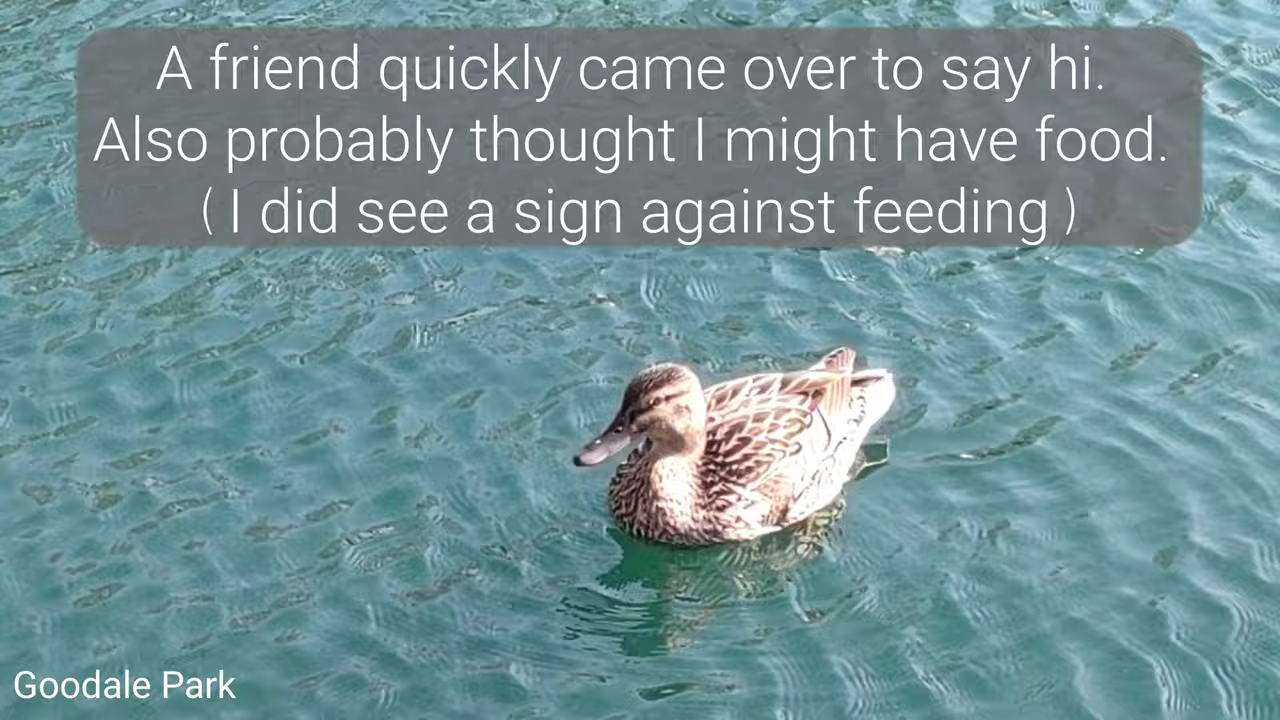 A friend quickly came over to say hi.
Also probably thought I might have food.
( I did see a sign against feeding )
Goodale Park